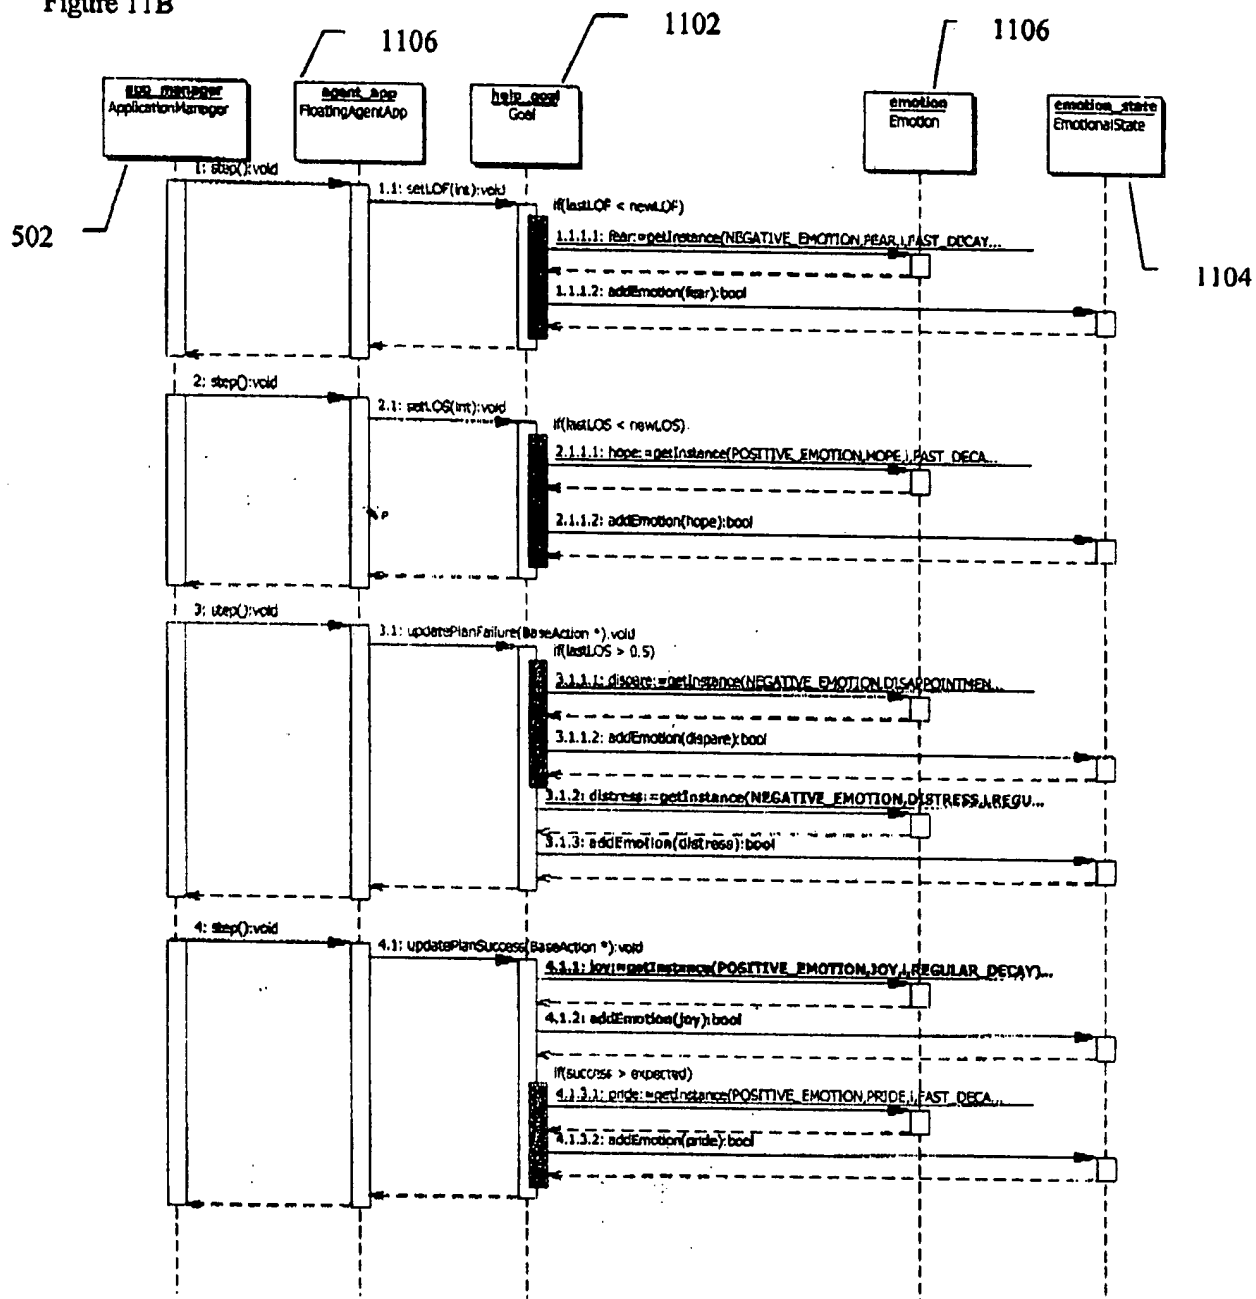 Figure 11B
1106
1102
1106
app_manager
ApplicationManager
agent_app
FloatingAgentApp
help_goal
Goal
emotion
Emotion
emotion_state
EmotionalState
502
1104
1: step():void
1.1: setLOF(int):void
if(lastLOF < newLOF)
1.1.1.1: fear:=getInstance(NEGATIVE_EMOTION,FEAR,i,FAST_DECAY...
1.1.1.2: addEmotion(fear):bool
2: step():void
2.1: setLOS(int):void
if(lastLOS < newLOS)
2.1.1.1: hope:=getInstance(POSITIVE_EMOTION,HOPE,i,FAST_DECA...
2.1.1.2: addEmotion(hope):bool
3: step():void
3.1: updatePlanFailure(BaseAction *):void
if(lastLOS > 0.5)
3.1.1.1: dispare:=getInstance(NEGATIVE_EMOTION,DISAPPOINTMEN...
3.1.1.2: addEmotion(dispare):bool
3.1.2: distress:=getInstance(NEGATIVE_EMOTION,DISTRESS,i,REGU...
3.1.3: addEmotion(distress):bool
4: step():void
4.1: updatePlanSuccess(BaseAction *):void
4.1.1: joy:=getInstance(POSITIVE_EMOTION,JOY,i,REGULAR_DECAY)...
4.1.2: addEmotion(joy):bool
if(success > expected)
4.1.3.1: pride:=getInstance(POSITIVE_EMOTION,PRIDE,i,FAST_DECA...
4.1.3.2: addEmotion(pride):bool